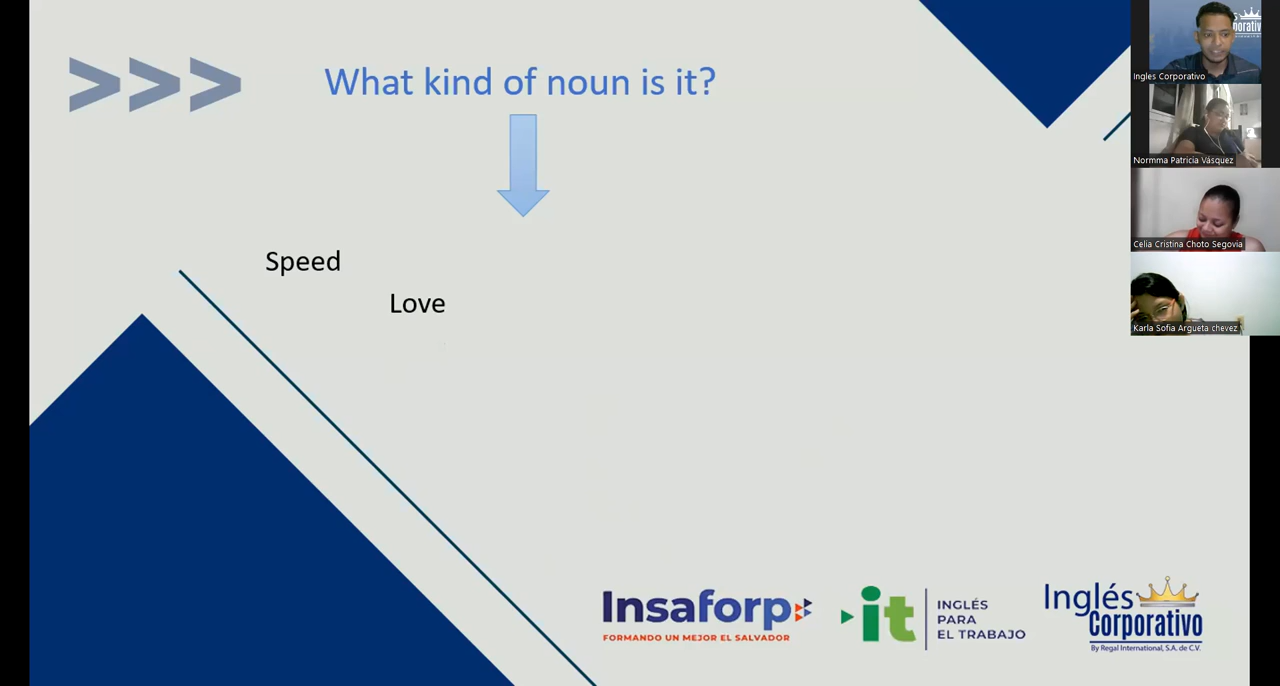 >>> What kind of noun is it?
Speed
Love
Insaforp
FORMANDO UN MEJOR EL SALVADOR
it
INGLÉS
PARA
EL TRABAJO
Inglés
Corporativo
By Regal International, S.A. de C.V.
Ingles Corporativo
Normma Patricia Vásquez
Celia Cristina Choto Segovia
Karla Sofia Argueta chevez